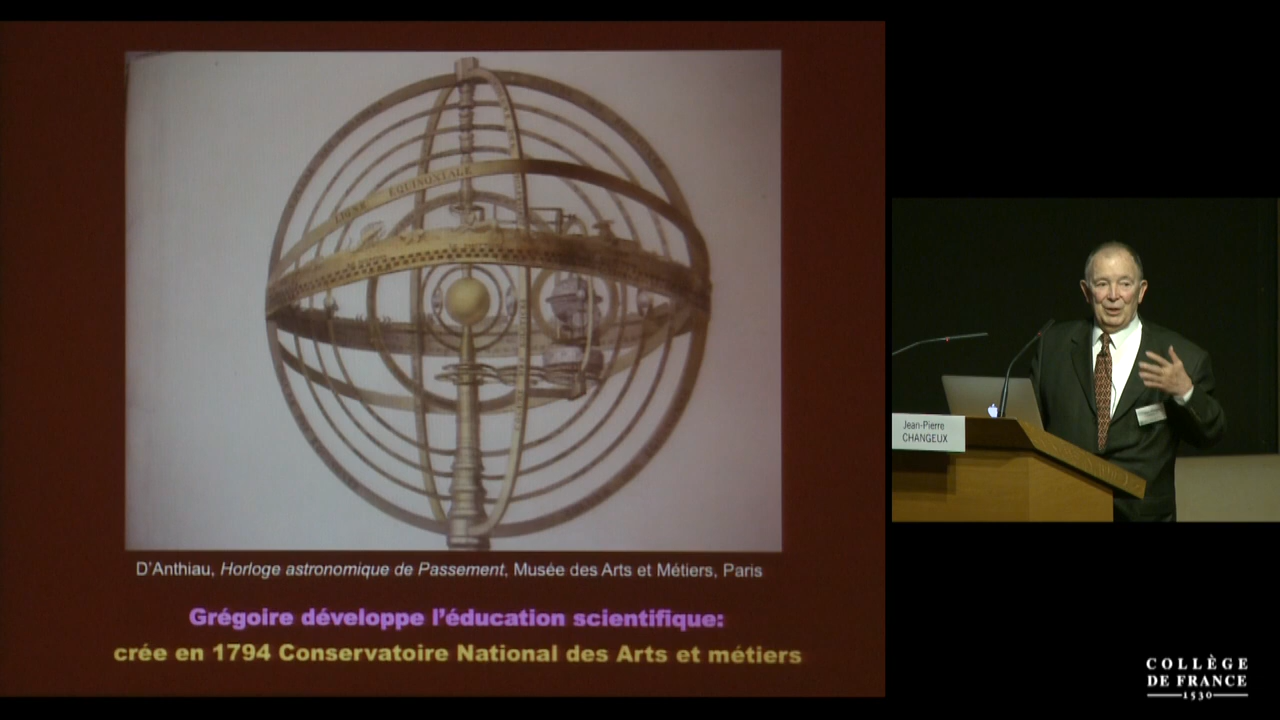 LIGNE EQUINOXIALE
D'Anthiau, Horloge astronomique de Passement, Musée des Arts et Métiers, Paris
Grégoire développe l'éducation scientifique:
crée en 1794 Conservatoire National des Arts et métiers
Jean-Pierre
CHANGEUX
COLLÈGE
DE FRANCE
1530